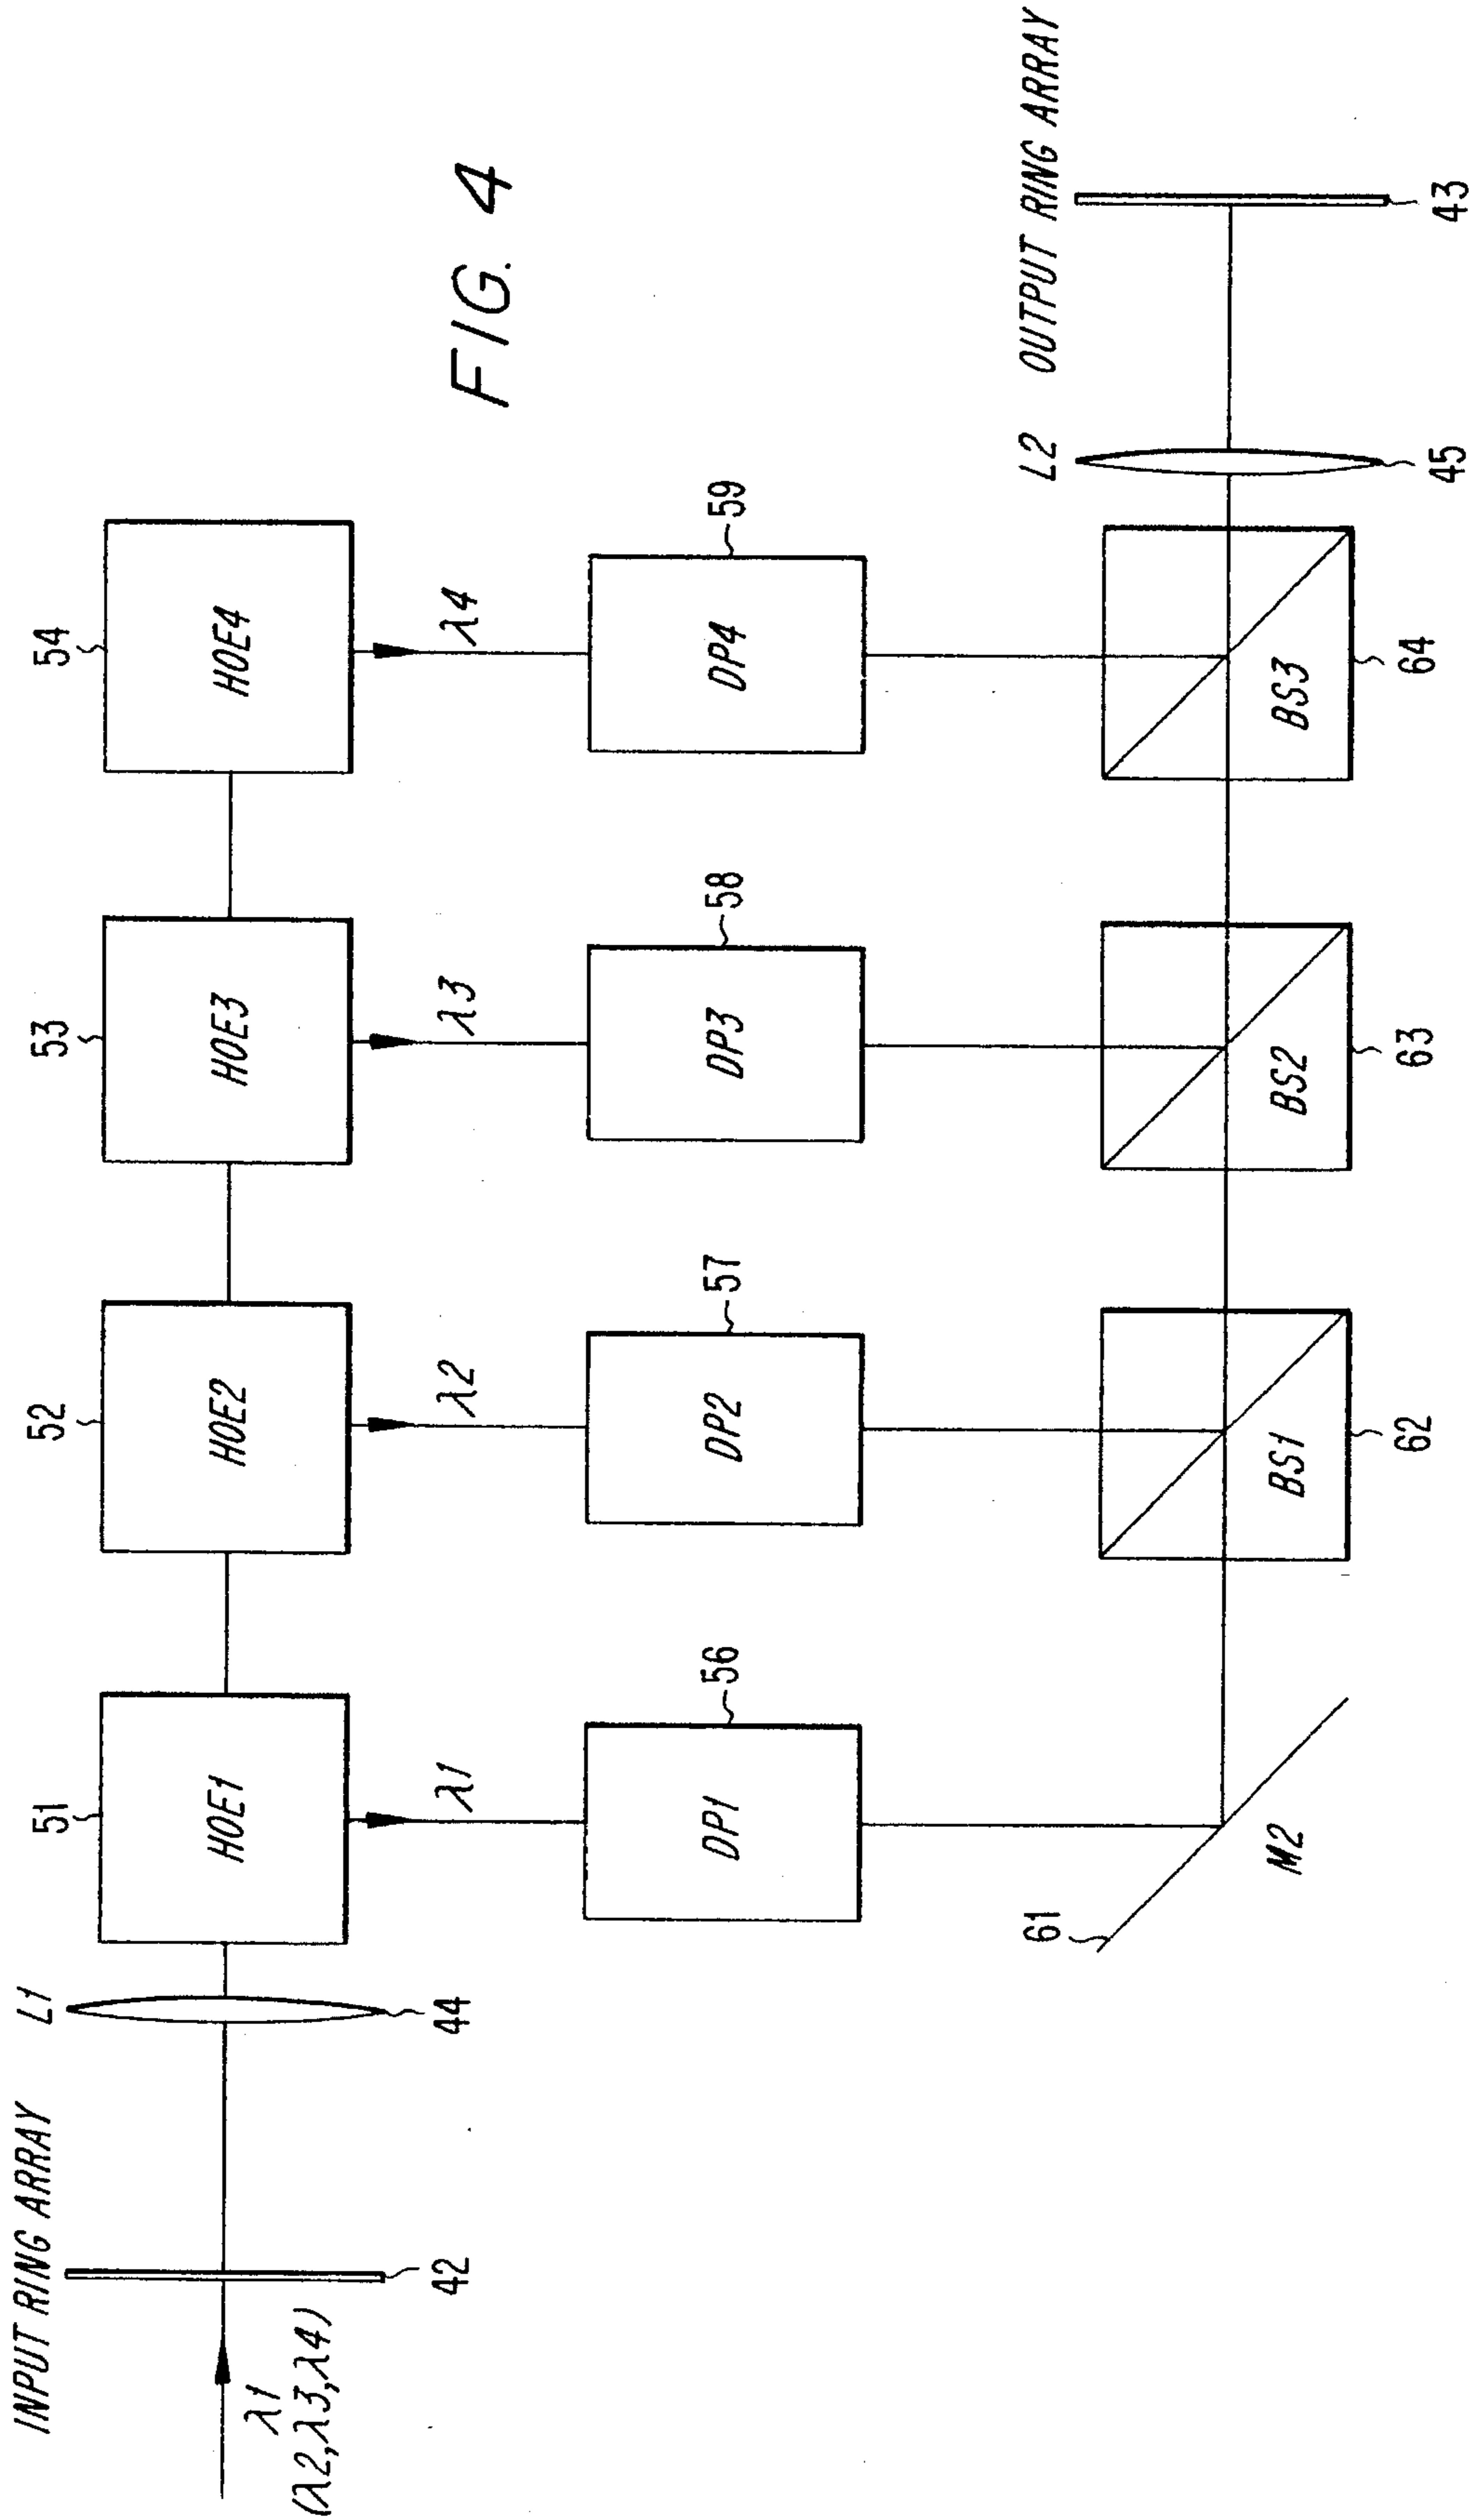 FIG. 4
INPUT RING ARRAY
L1
51
52
53
54
HOE1
HOE2
HOE3
HOE4
λ1
(λ2,λ3,λ4)
42
44
λ1
λ2
λ3
λ4
56
57
58
59
DP1
DP2
DP3
DP4
61
M2
BS1
BS2
BS3
62
63
64
L2
OUTPUT RING ARRAY
45
43